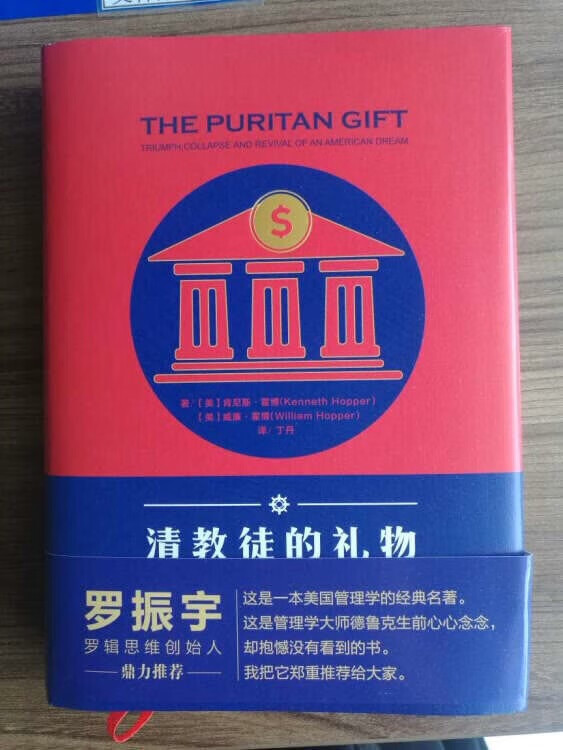 THE PURITAN GIFT
TRIUMPH,COLLAPSE AND REVIVAL OF AN AMERICAN DREAM
$
著/【美】肯尼斯·霍博(Kenneth Hopper)
【美】威廉·霍博(William Hopper)
译/丁丹
清教徒的礼物
罗振宇
罗辑思维创始人
鼎力推荐
这是一本美国管理学的经典名著。
这是管理学大师德鲁克生前心心念念，
却抱憾没有看到的书。
我把它郑重推荐给大家。